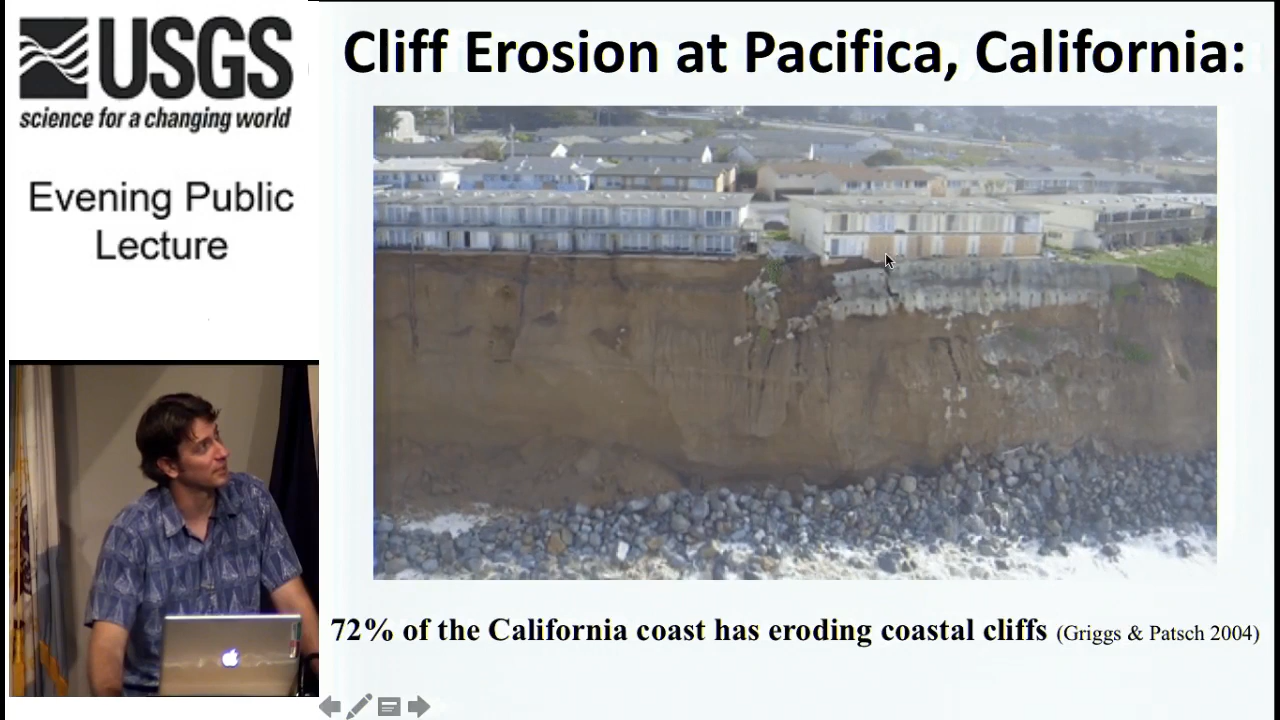 USGS
science for a changing world
Evening Public
Lecture
Cliff Erosion at Pacifica, California:
72% of the California coast has eroding coastal cliffs (Griggs & Patsch 2004)